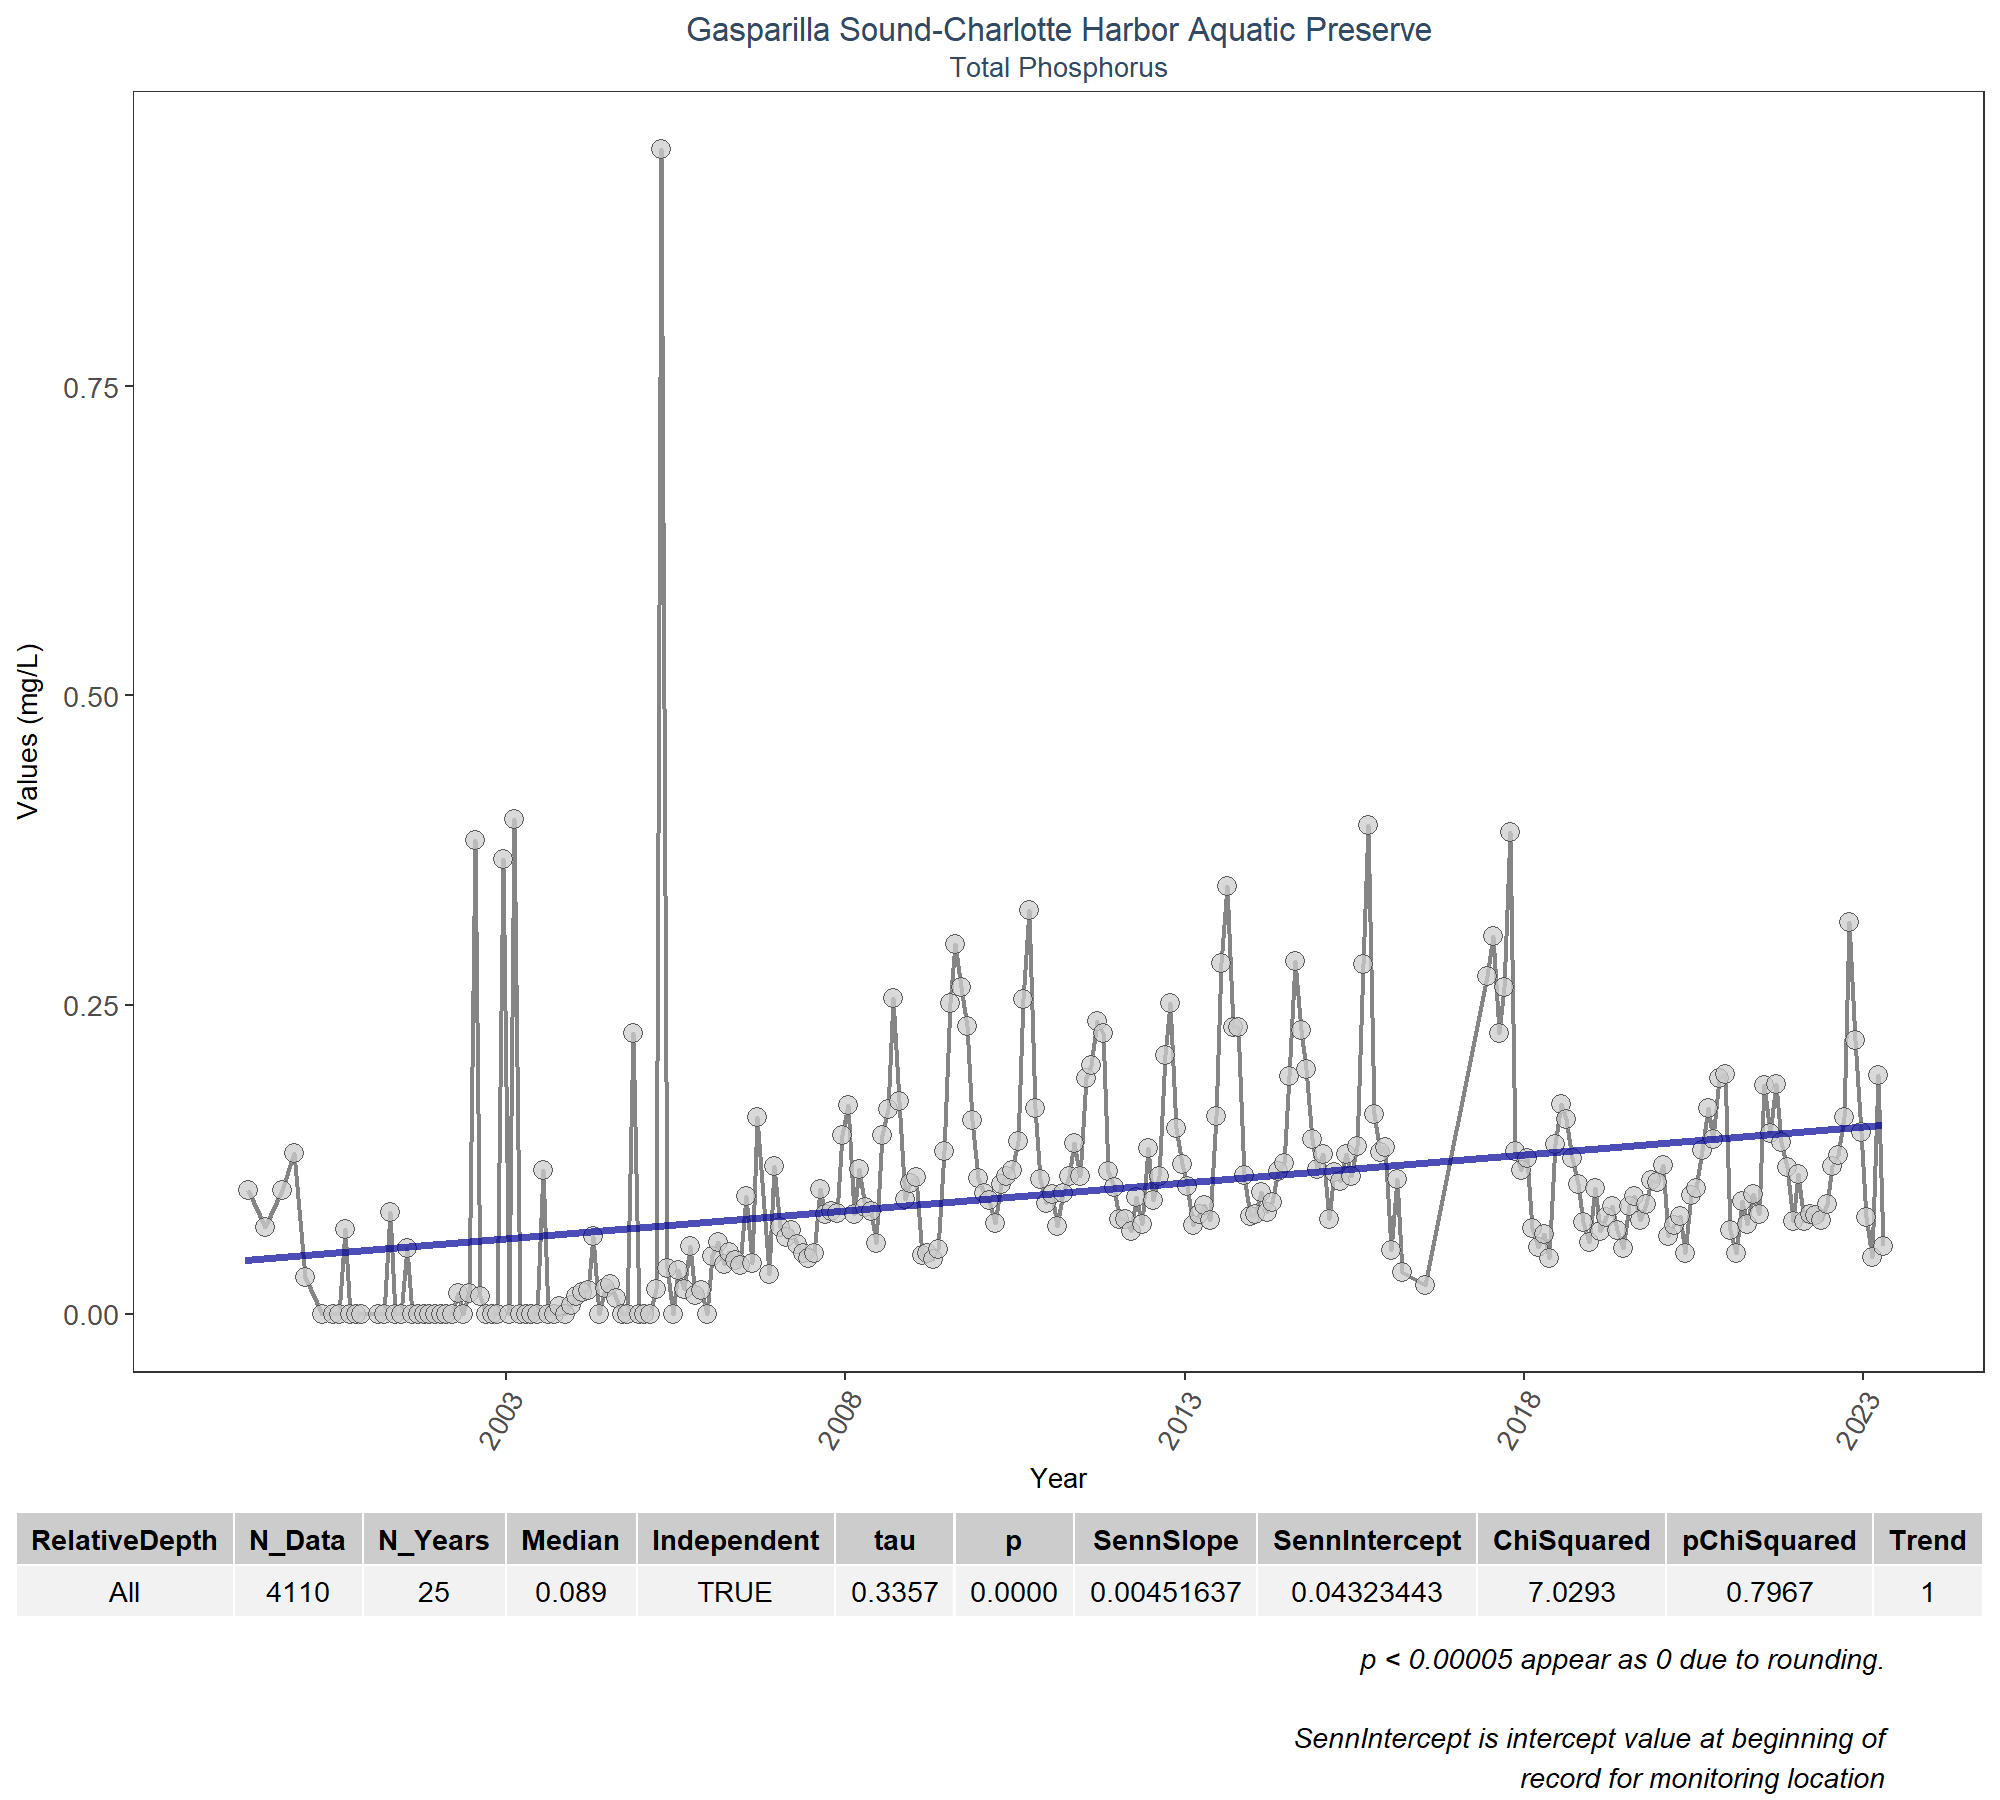 Gasparilla Sound-Charlotte Harbor Aquatic Preserve
Total Phosphorus
Values (mg/L)
0.75
0.50
0.25
0.00
2003 2008 2013 2018 2023
Year
RelativeDepth N_Data N_Years Median Independent tau p SennSlope SennIntercept ChiSquared pChiSquared Trend
All 4110 25 0.089 TRUE 0.3357 0.0000 0.00451637 0.04323443 7.0293 0.7967 1
p < 0.00005 appear as 0 due to rounding.
SennIntercept is intercept value at beginning of
record for monitoring location